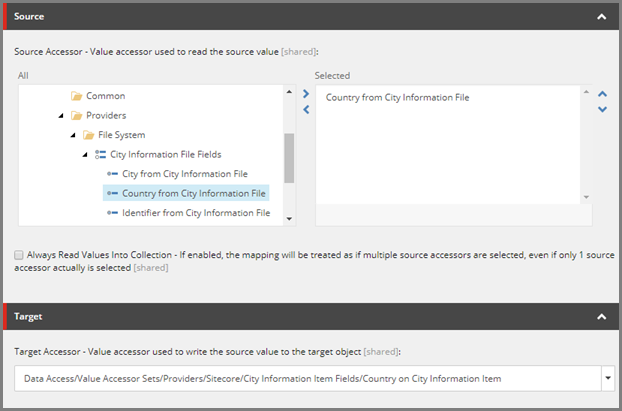 Source
Source Accessor - Value accessor used to read the source value [shared]:
All
Selected
Common
Providers
File System
City Information File Fields
City from City Information File
Country from City Information File
Identifier from City Information File
Country from City Information File
Always Read Values Into Collection - If enabled, the mapping will be treated as if multiple source accessors are selected, even if only 1 source
accessor actually is selected [shared]
Target
Target Accessor - Value accessor used to write the source value to the target object [shared]:
Data Access/Value Accessor Sets/Providers/Sitecore/City Information Item Fields/Country on City Information Item